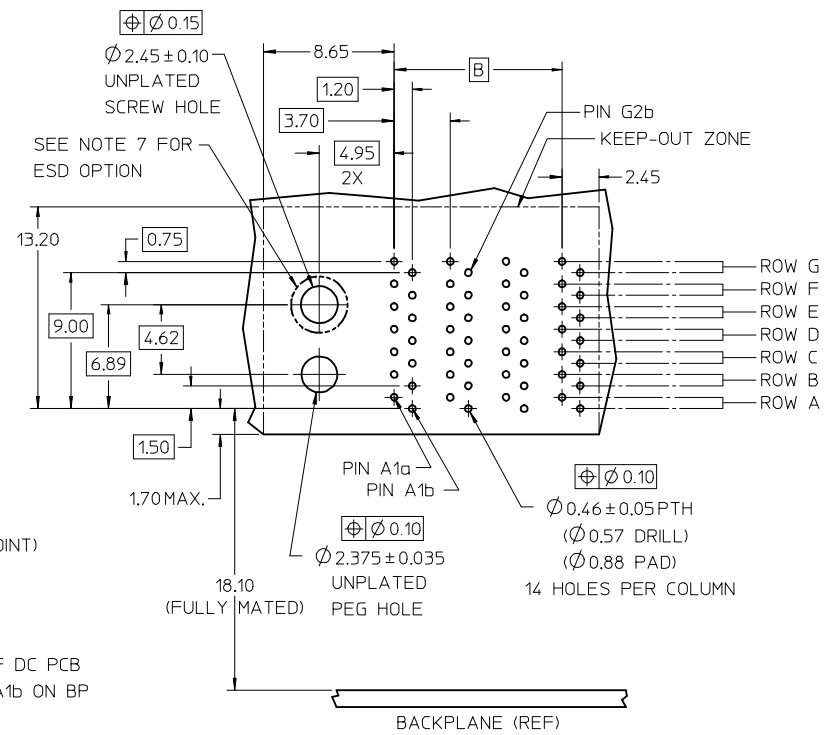 ⌖ Ø 0.15
Ø 2.45 ± 0.10
UNPLATED
SCREW HOLE
SEE NOTE 7 FOR
ESD OPTION
8.65
B
1.20
3.70
4.95
2X
PIN G2b
KEEP-OUT ZONE
2.45
13.20
0.75
9.00
6.89
4.62
1.50
1.70 MAX.
ROW G
ROW F
ROW E
ROW D
ROW C
ROW B
ROW A
PIN A1a
PIN A1b
⌖ Ø 0.10
Ø 2.375 ± 0.035
UNPLATED
PEG HOLE
⌖ Ø 0.10
Ø 0.46 ± 0.05 PTH
(Ø 0.57 DRILL)
(Ø 0.88 PAD)
14 HOLES PER COLUMN
OINT)
18.10
(FULLY MATED)
F DC PCB
A1b ON BP
BACKPLANE (REF)